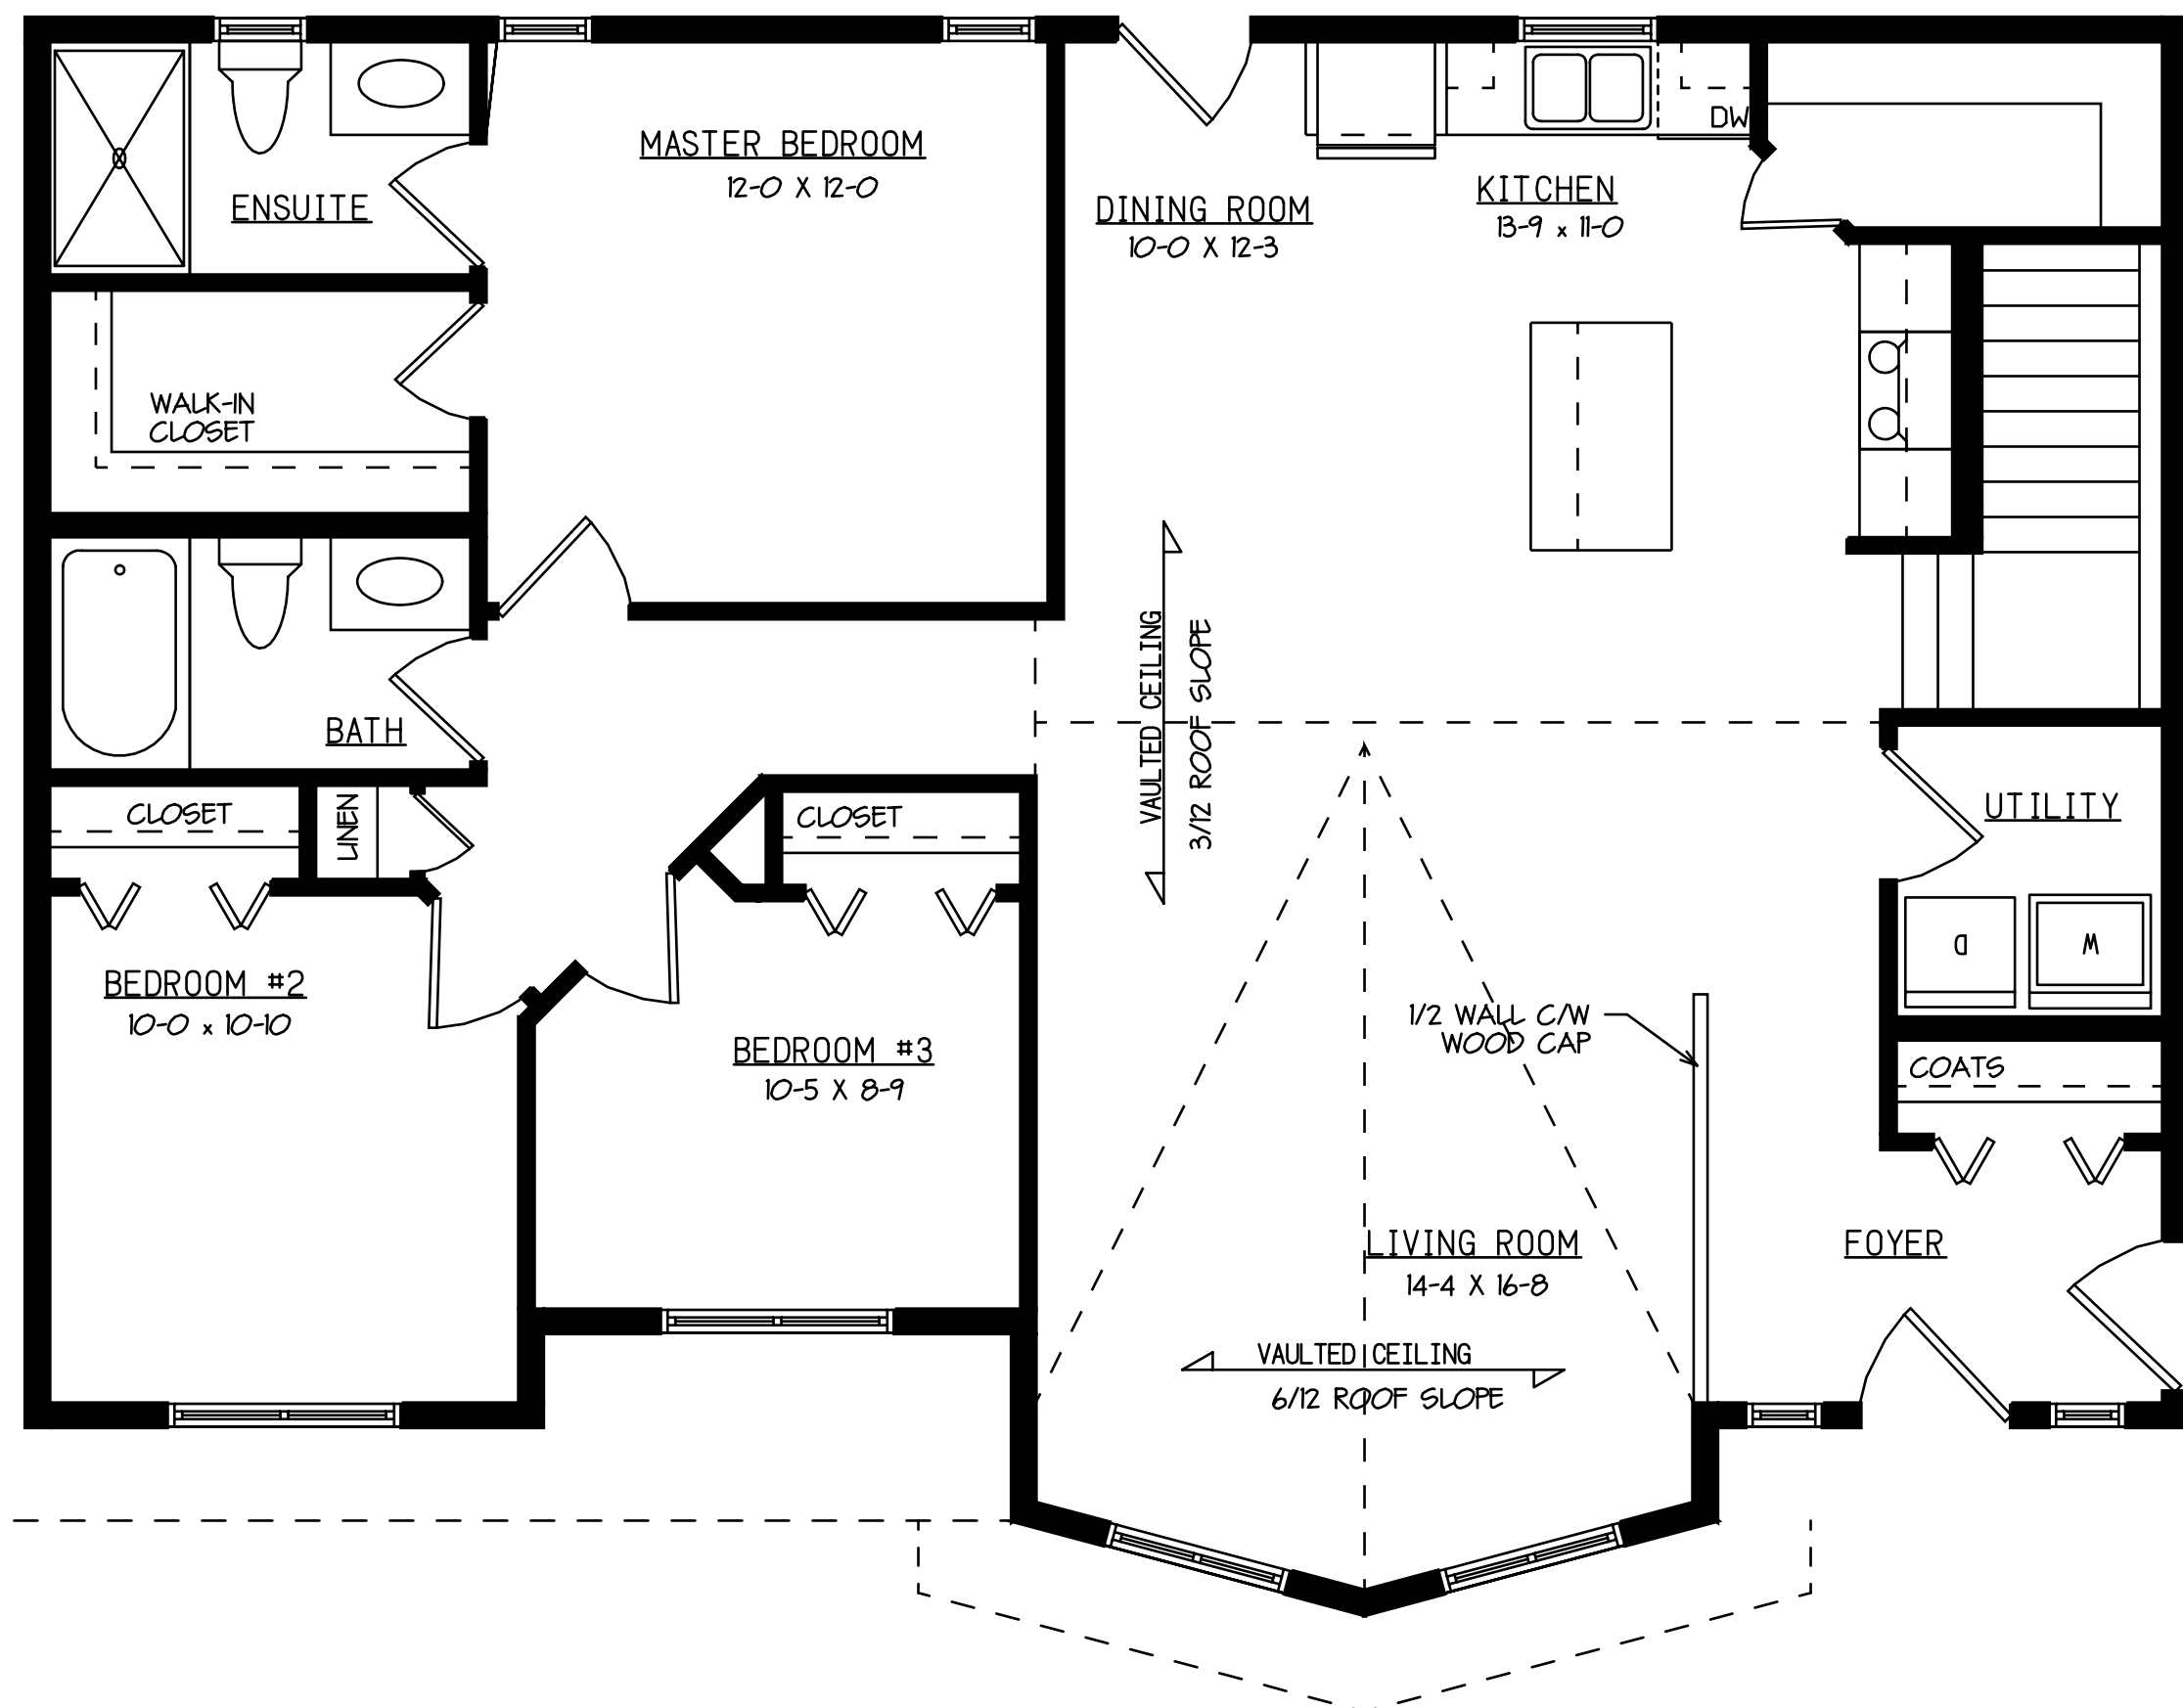 MASTER BEDROOM
12-0 X 12-0
ENSUITE
DINING ROOM
10-0 X 12-3
KITCHEN
13-9 x 11-0
DW
WALK-IN
CLOSET
BATH
VAULTED CEILING
3/12 ROOF SLOPE
CLOSET
LINEN
CLOSET
UTILITY
D
W
BEDROOM #2
10-0 x 10-10
BEDROOM #3
10-5 X 8-9
1/2 WALL C/W
WOOD CAP
COATS
LIVING ROOM
14-4 X 16-8
FOYER
VAULTED CEILING
6/12 ROOF SLOPE